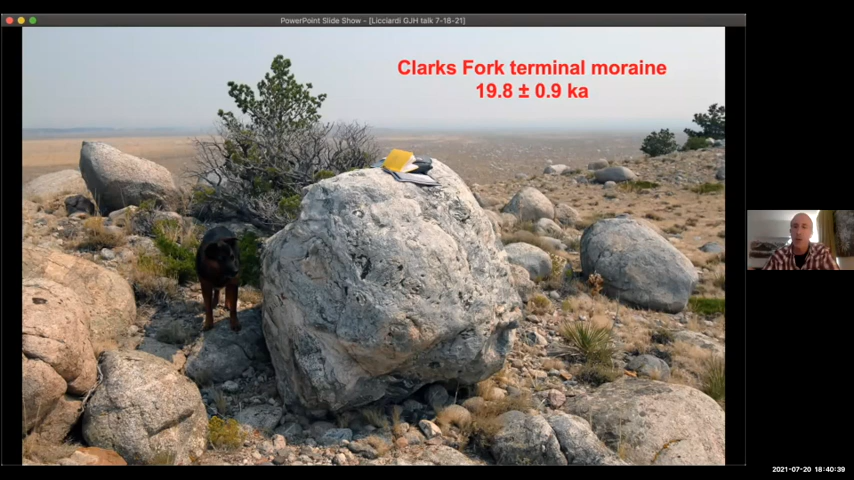 PowerPoint Slide Show - [Licciardi GJH talk 7-18-21]
Clarks Fork terminal moraine
19.8 ± 0.9 ka
2021-07-20 18:40:39